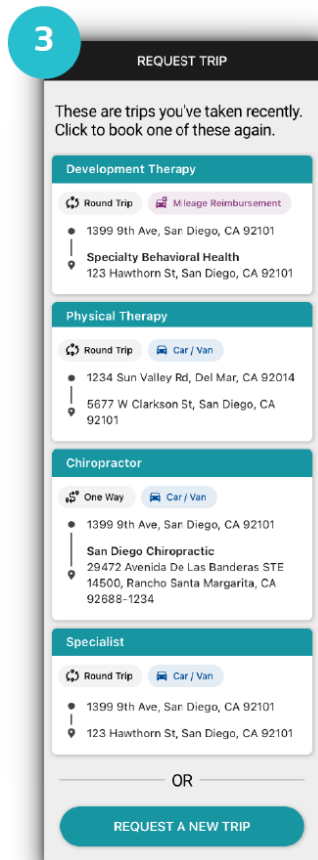 3
REQUEST TRIP
These are trips you've taken recently.
Click to book one of these again.
Development Therapy
Round Trip Mileage Reimbursement
1399 9th Ave, San Diego, CA 92101
Specialty Behavioral Health
123 Hawthorn St, San Diego, CA 92101
Physical Therapy
Round Trip Car / Van
1234 Sun Valley Rd, Del Mar, CA 92014
5677 W Clarkson St, San Diego, CA
92101
Chiropractor
One Way Car / Van
1399 9th Ave, San Diego, CA 92101
San Diego Chiropractic
29472 Avenida De Las Banderas STE
14500, Rancho Santa Margarita, CA
92688-1234
Specialist
Round Trip Car / Van
1399 9th Ave, San Diego, CA 92101
123 Hawthorn St, San Diego, CA 92101
OR
REQUEST A NEW TRIP